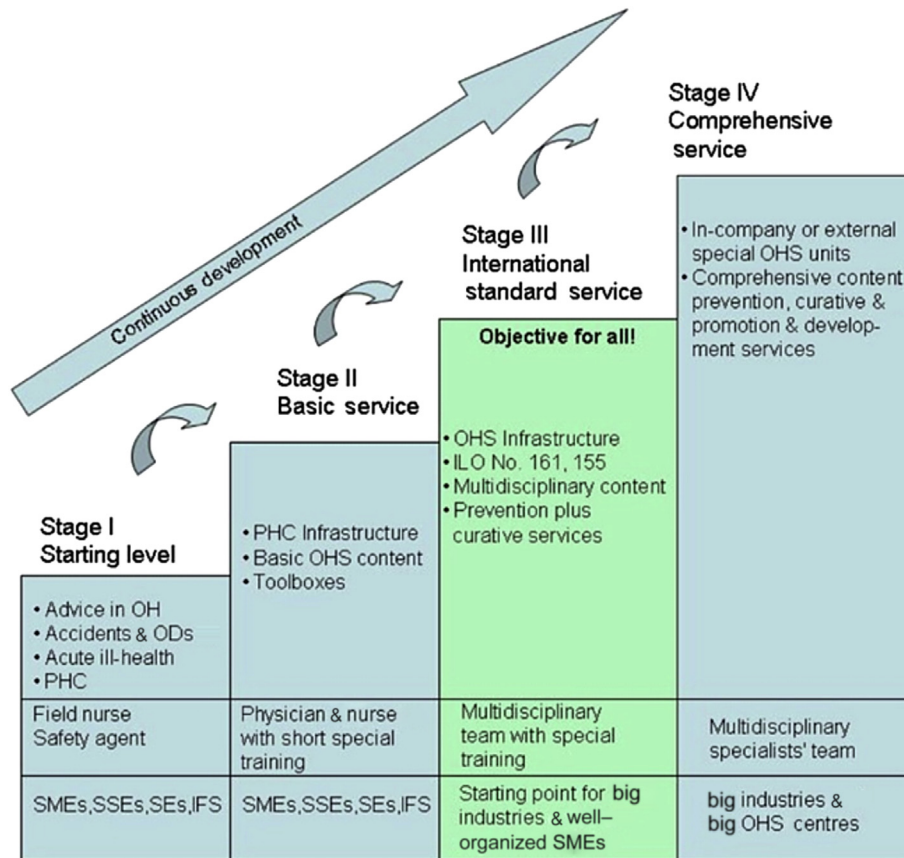 Continuous development
Stage I
Starting level
• Advice in OH
• Accidents & ODs
• Acute ill-health
• PHC
Field nurse
Safety agent
SMEs,SSEs,SEs,IFS
Stage II
Basic service
• PHC Infrastructure
• Basic OHS content
• Toolboxes
Physician & nurse
with short special
training
SMEs,SSEs,SEs,IFS
Stage III
International
standard service
Objective for all!
• OHS Infrastructure
• ILO No. 161, 155
• Multidisciplinary content
• Prevention plus
curative services
Multidisciplinary
team with special
training
Starting point for big
industries & well–
organized SMEs
Stage IV
Comprehensive
service
• In-company or external
special OHS units
• Comprehensive content
prevention, curative &
promotion & develop-
ment services
Multidisciplinary
specialists' team
big industries &
big OHS centres